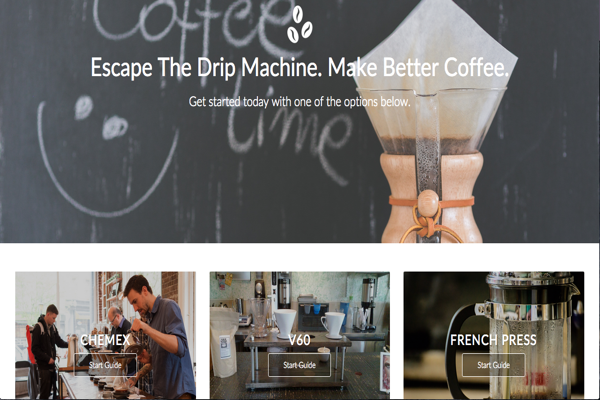 Coffee
time
Escape The Drip Machine. Make Better Coffee.
Get started today with one of the options below.
CHEMEX
Start Guide
V60
Start Guide
FRENCH PRESS
Start Guide